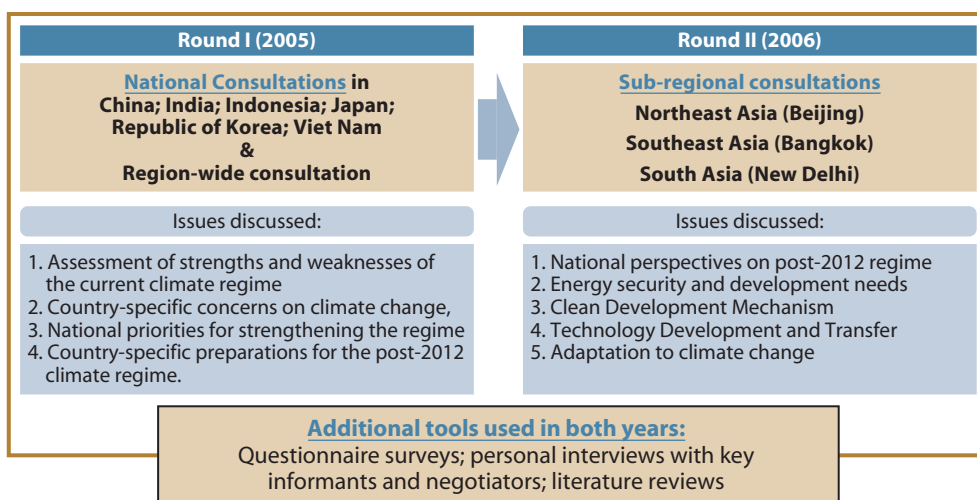 Round I (2005)
National Consultations in
China; India; Indonesia; Japan;
Republic of Korea; Viet Nam
&
Region-wide consultation
Issues discussed:
1. Assessment of strengths and weaknesses of
the current climate regime
2. Country-specific concerns on climate change,
3. National priorities for strengthening the regime
4. Country-specific preparations for the post-2012
climate regime.
Round II (2006)
Sub-regional consultations
Northeast Asia (Beijing)
Southeast Asia (Bangkok)
South Asia (New Delhi)
Issues discussed:
1. National perspectives on post-2012 regime
2. Energy security and development needs
3. Clean Development Mechanism
4. Technology Development and Transfer
5. Adaptation to climate change
Additional tools used in both years:
Questionnaire surveys; personal interviews with key
informants and negotiators; literature reviews